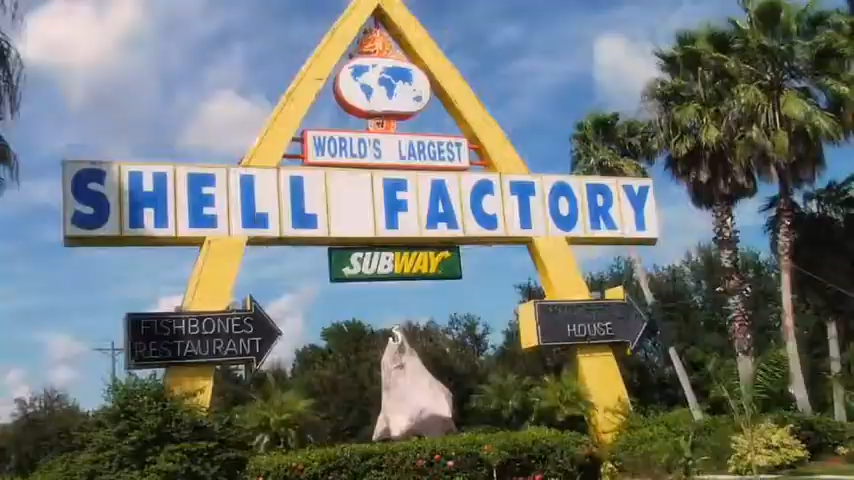 WORLD'S LARGEST
SHELL FACTORY
SUBWAY
FISHBONES
RESTAURANT
HOUSE